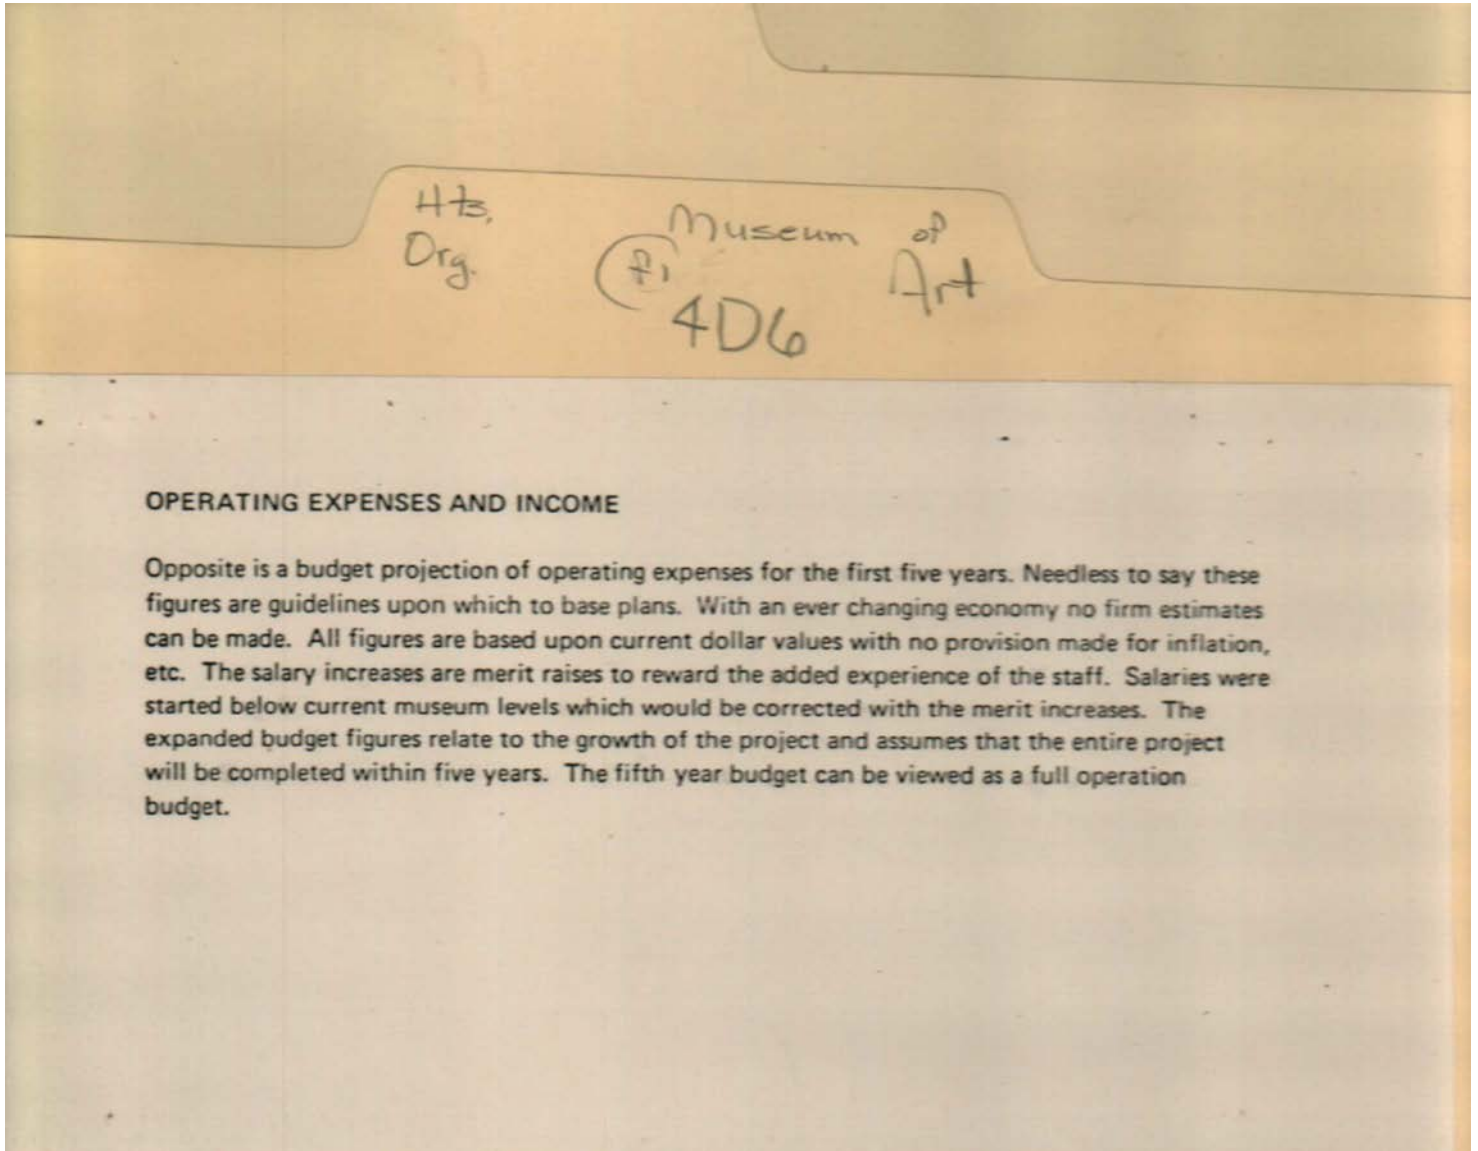 Hts. Museum of
Org. Art
4D6
OPERATING EXPENSES AND INCOME
Opposite is a budget projection of operating expenses for the first five years. Needless to say these
figures are guidelines upon which to base plans. With an ever changing economy no firm estimates
can be made. All figures are based upon current dollar values with no provision made for inflation,
etc. The salary increases are merit raises to reward the added experience of the staff. Salaries were
started below current museum levels which would be corrected with the merit increases. The
expanded budget figures relate to the growth of the project and assumes that the entire project
will be completed within five years. The fifth year budget can be viewed as a full operation
budget.